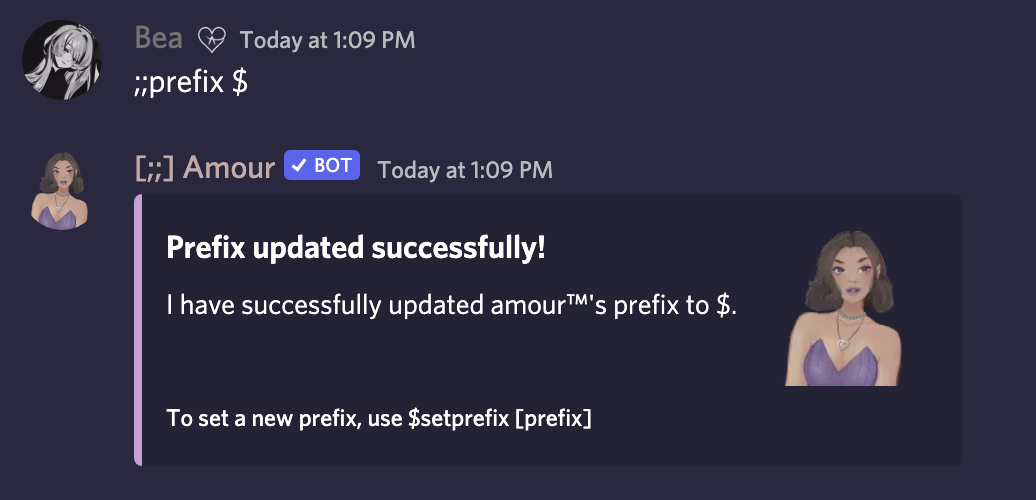 Bea Today at 1:09 PM
;;prefix $
[;;] Amour ✓ BOT Today at 1:09 PM
Prefix updated successfully!
I have successfully updated amour™'s prefix to $.
To set a new prefix, use $setprefix [prefix]